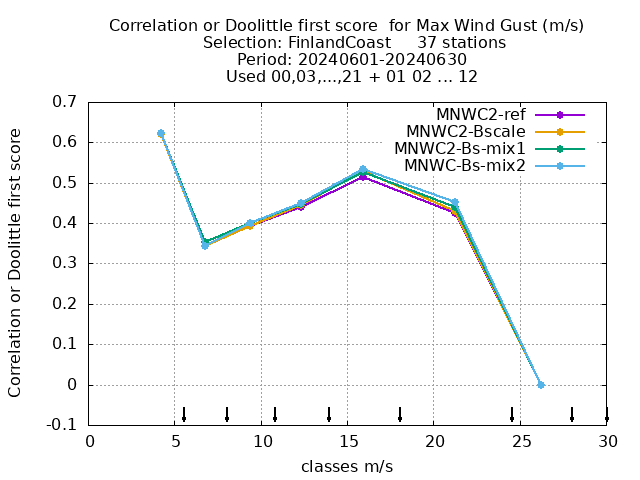 Correlation or Doolittle first score  for Max Wind Gust (m/s)
Selection: FinlandCoast     37 stations
Period: 20240601-20240630
Used 00,03,...,21 + 01 02 ... 12
MNWC2-ref
MNWC2-Bscale
MNWC2-Bs-mix1
MNWC-Bs-mix2
Correlation or Doolittle first score
0.7
0.6
0.5
0.4
0.3
0.2
0.1
0
-0.1
0 5 10 15 20 25 30
classes m/s